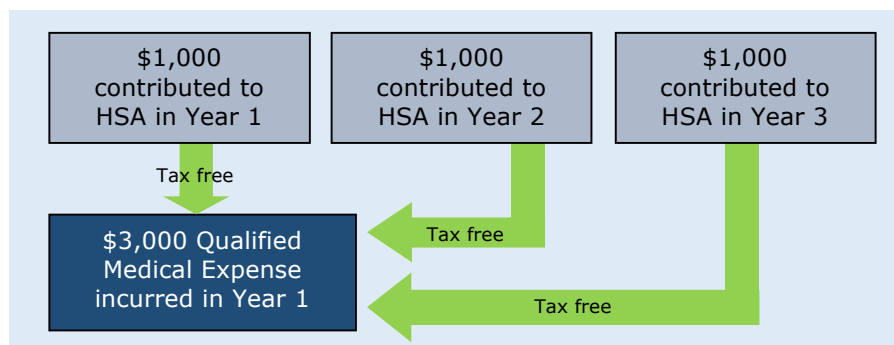 $1,000
contributed to
HSA in Year 1
$1,000
contributed to
HSA in Year 2
$1,000
contributed to
HSA in Year 3
Tax free
$3,000 Qualified
Medical Expense
incurred in Year 1
Tax free
Tax free